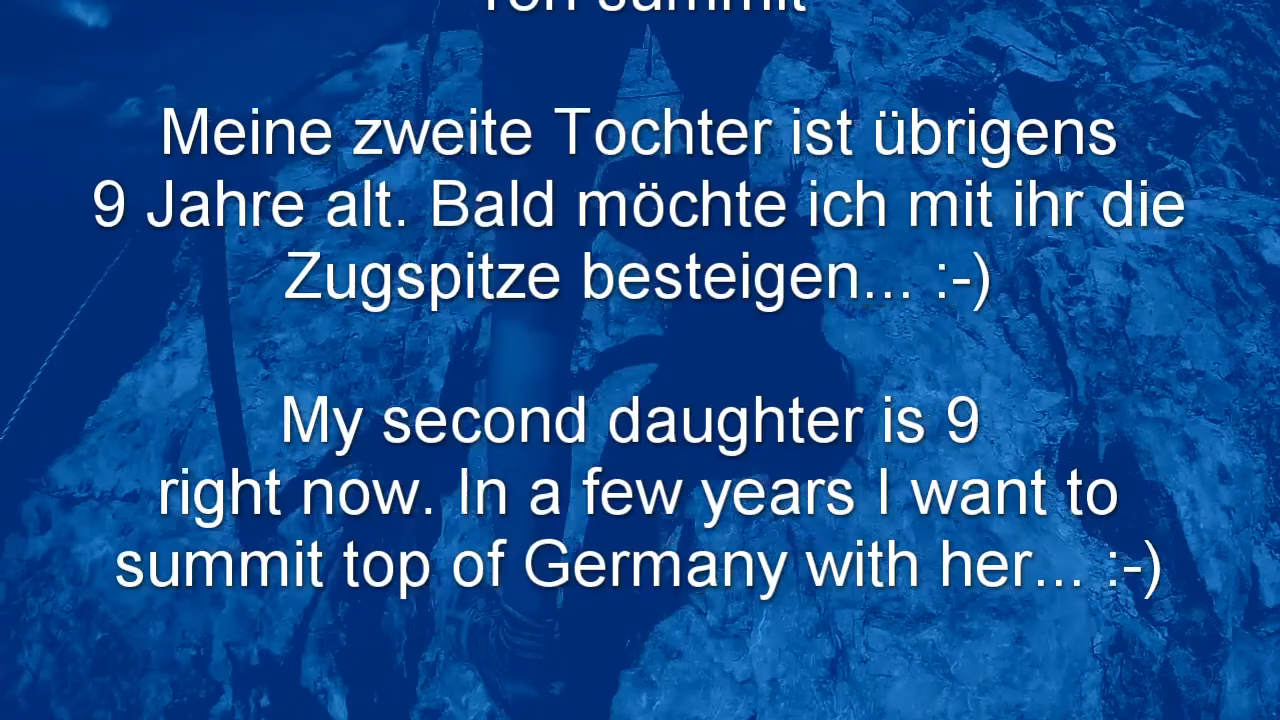 summit
Meine zweite Tochter ist übrigens
9 Jahre alt. Bald möchte ich mit ihr die
Zugspitze besteigen... :-)
My second daughter is 9
right now. In a few years I want to
summit top of Germany with her... :-)